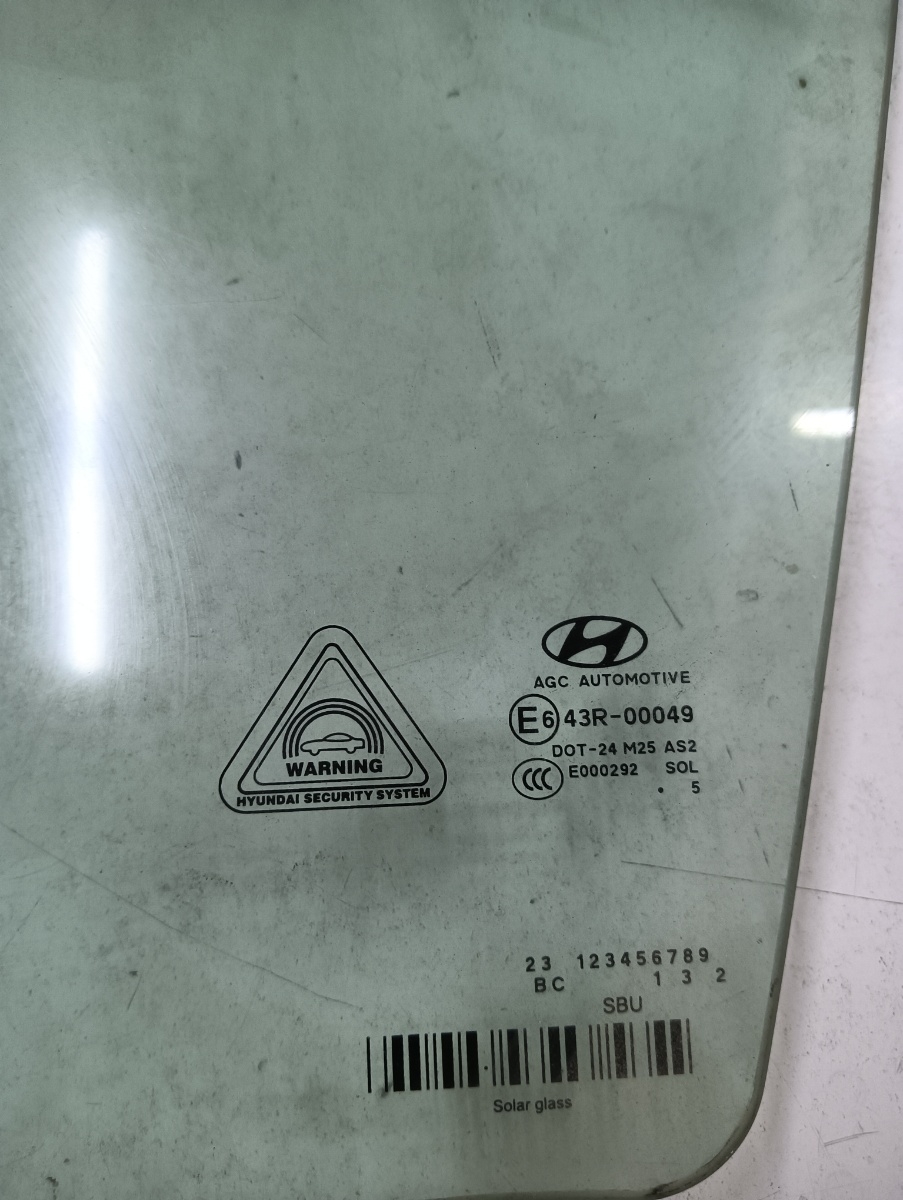 AGC AUTOMOTIVE
E6 43R-00049
DOT-24 M25 AS2
CCC E000292 SOL
. 5
WARNING
HYUNDAI SECURITY SYSTEM
23 123456789
BC 1 3 2
SBU
Solar glass